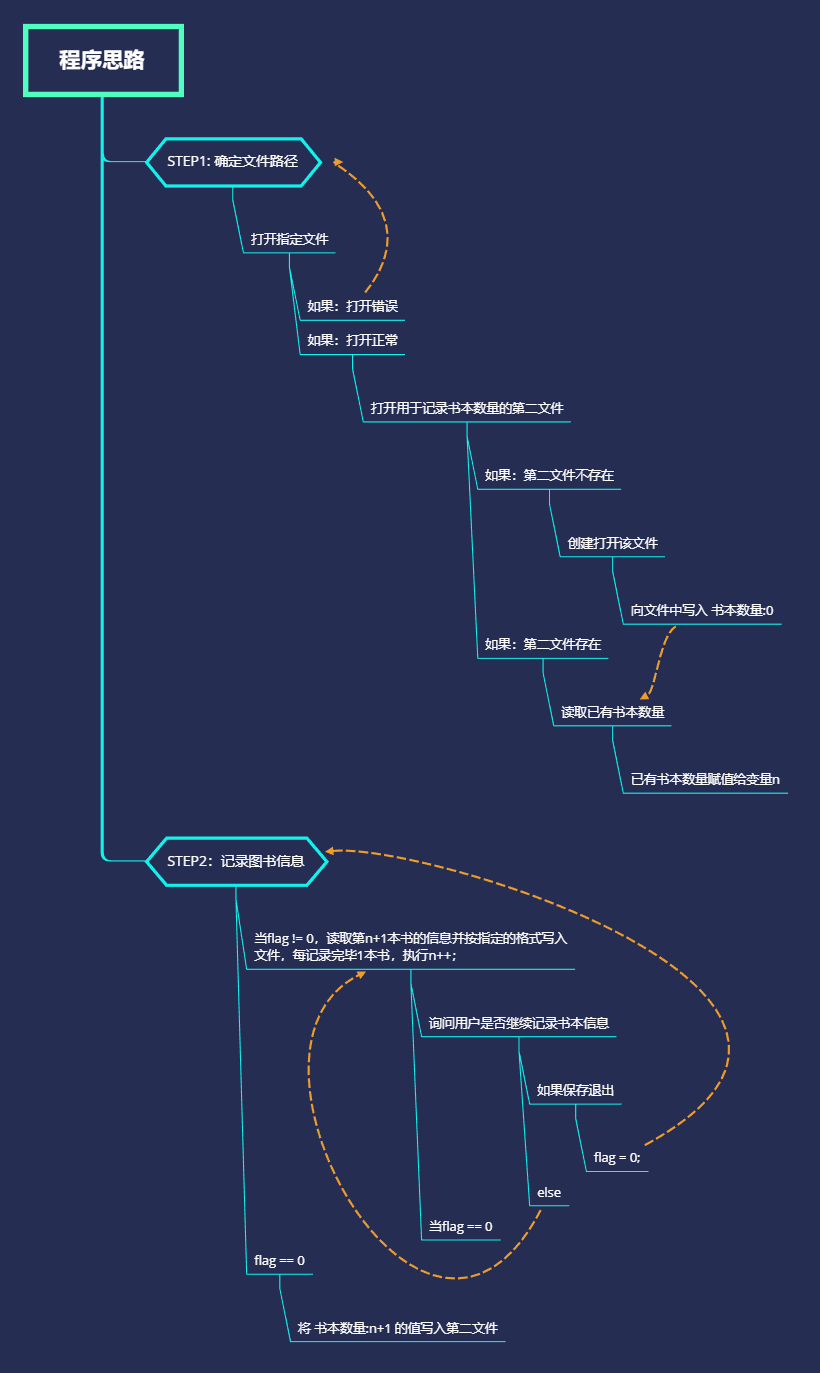 程序思路
STEP1: 确定文件路径
打开指定文件
如果：打开错误
如果：打开正常
打开用于记录书本数量的第二文件
如果：第二文件不存在
创建打开该文件
向文件中写入 书本数量:0
如果：第二文件存在
读取已有书本数量
已有书本数量赋值给变量n
STEP2：记录图书信息
当flag != 0，读取第n+1本书的信息并按指定的格式写入
文件，每记录完毕1本书，执行n++;
询问用户是否继续记录书本信息
如果保存退出
flag = 0;
else
当flag == 0
flag == 0
将 书本数量:n+1 的值写入第二文件